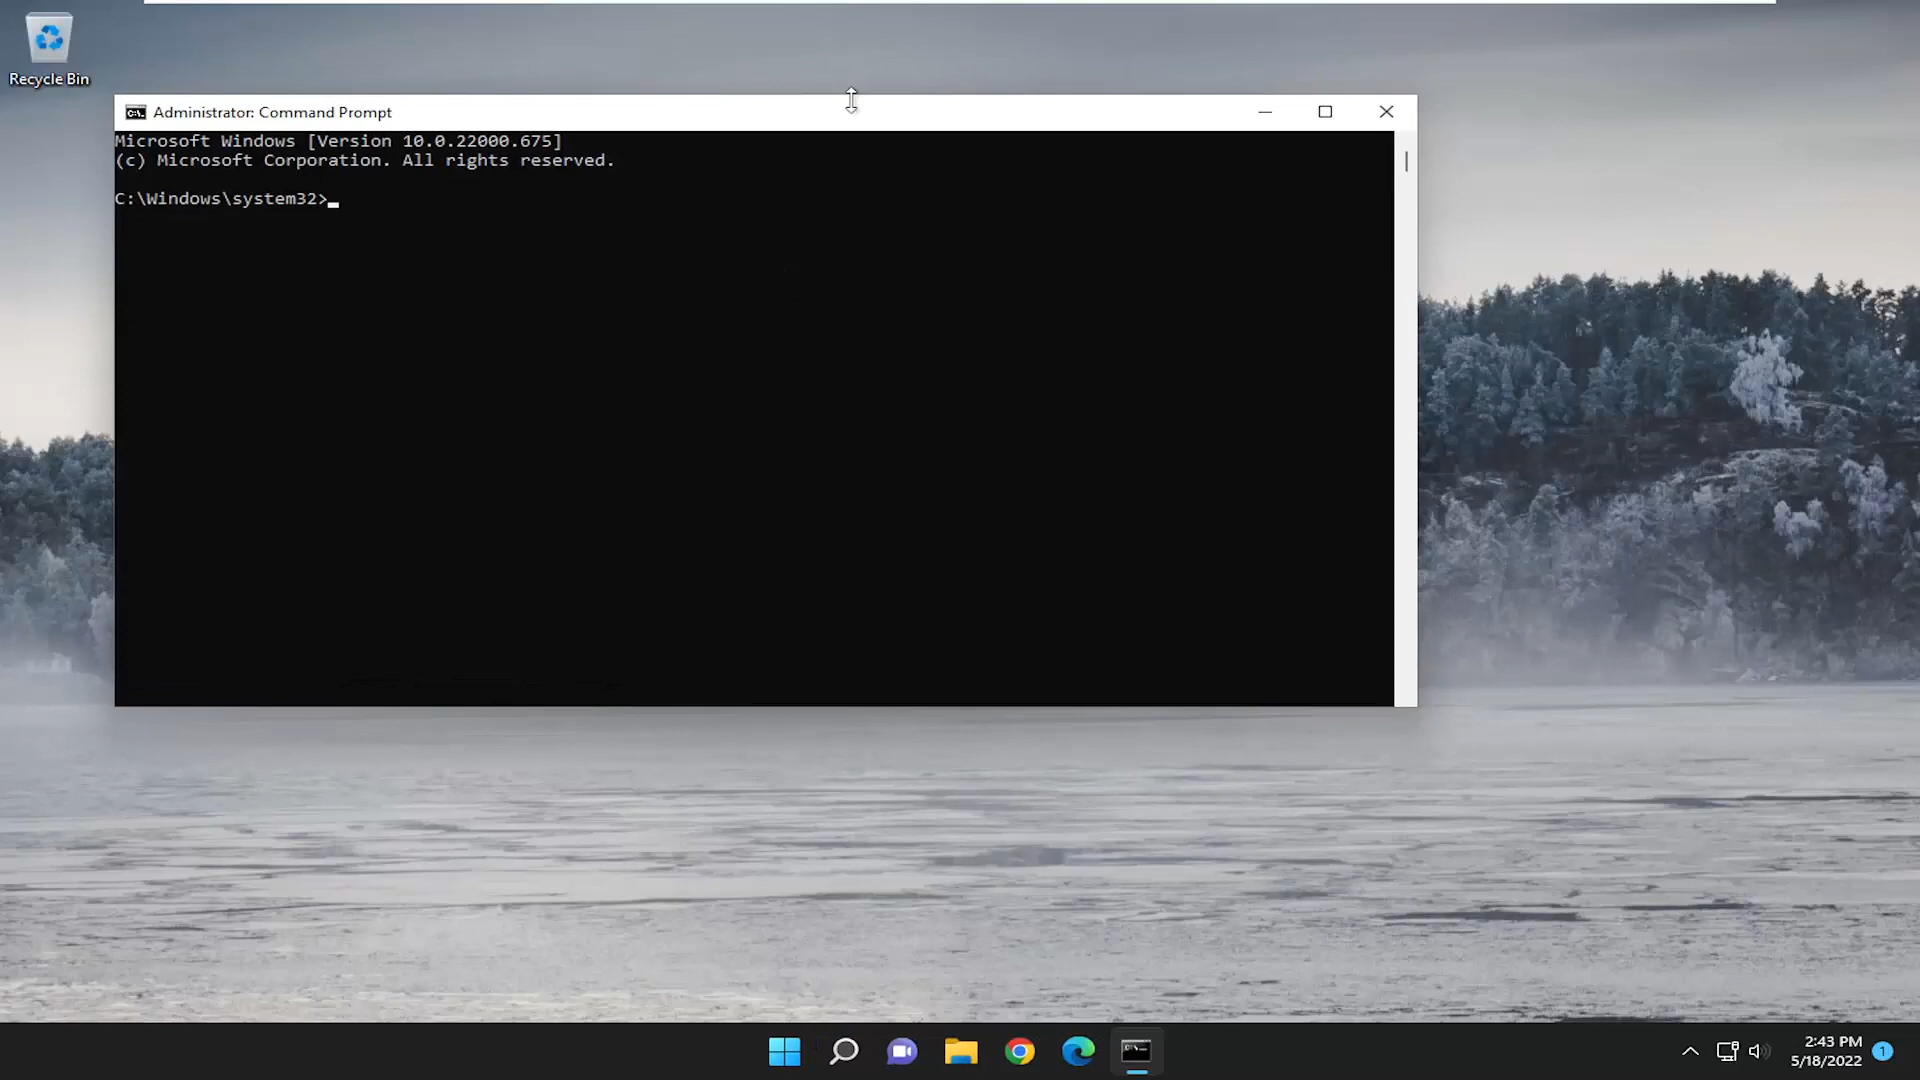 Recycle Bin
Administrator: Command Prompt
Microsoft Windows [Version 10.0.22000.675]
(c) Microsoft Corporation. All rights reserved.
C:\Windows\system32>
2:43 PM
5/18/2022
1